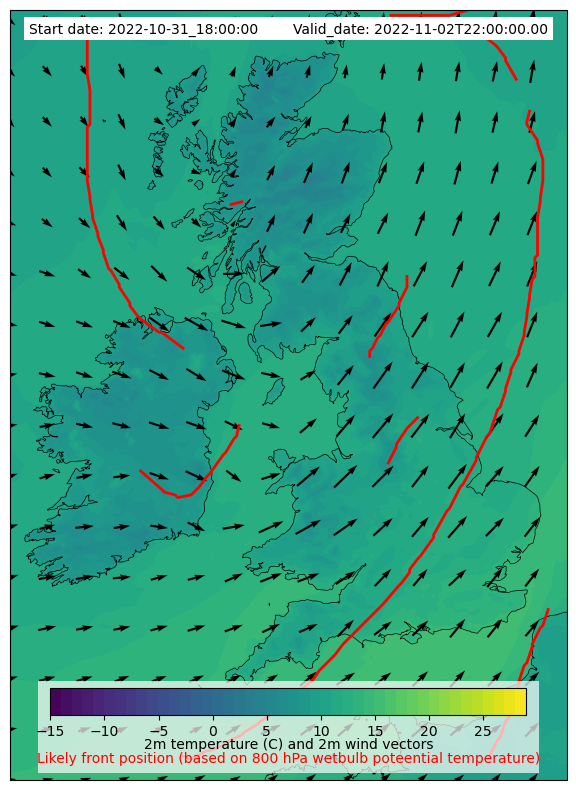 Start date: 2022-10-31_18:00:00 Valid_date: 2022-11-02T22:00:00.00
−15 −10 −5 0 5 10 15 20 25
2m temperature (C) and 2m wind vectors
Likely front position (based on 800 hPa wetbulb poteential temperature)